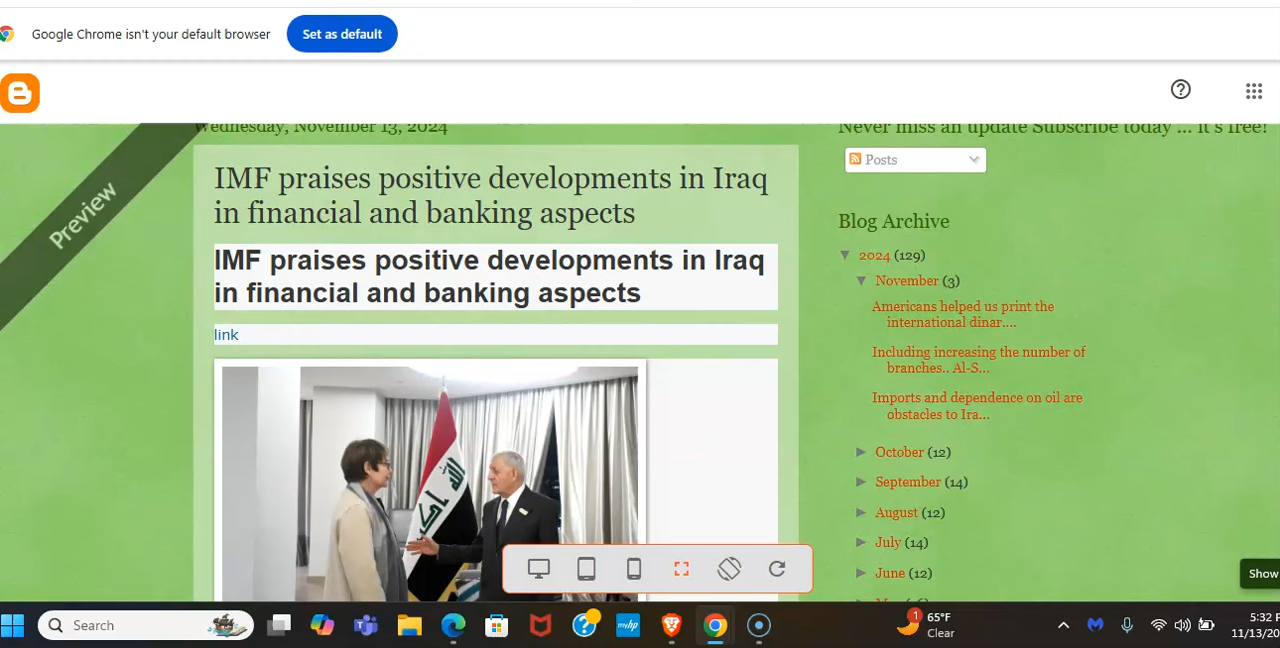 Google Chrome isn't your default browser
Set as default
Wednesday, November 13, 2024
Never miss an update Subscribe today ... it's free!
Preview
Posts
IMF praises positive developments in Iraq
in financial and banking aspects
IMF praises positive developments in Iraq
in financial and banking aspects
link
Blog Archive
▼ 2024 (129)
▼ November (3)
Americans helped us print the
international dinar....
Including increasing the number of
branches.. Al-S...
Imports and dependence on oil are
obstacles to Ira...
► October (12)
► September (14)
► August (12)
► July (14)
► June (12)
الله اكبر
Show
Search
myhp
1
65°F
Clear
5:32 P
11/13/20